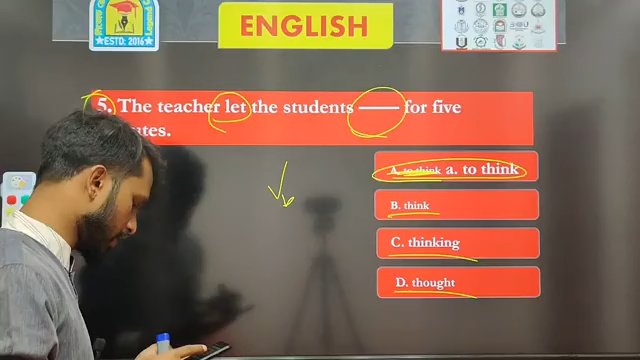 ENGLISH
ESTD: 2016
5. The teacher let the students —— for five
utes.
A. to think a. to think
B. think
C. thinking
D. thought